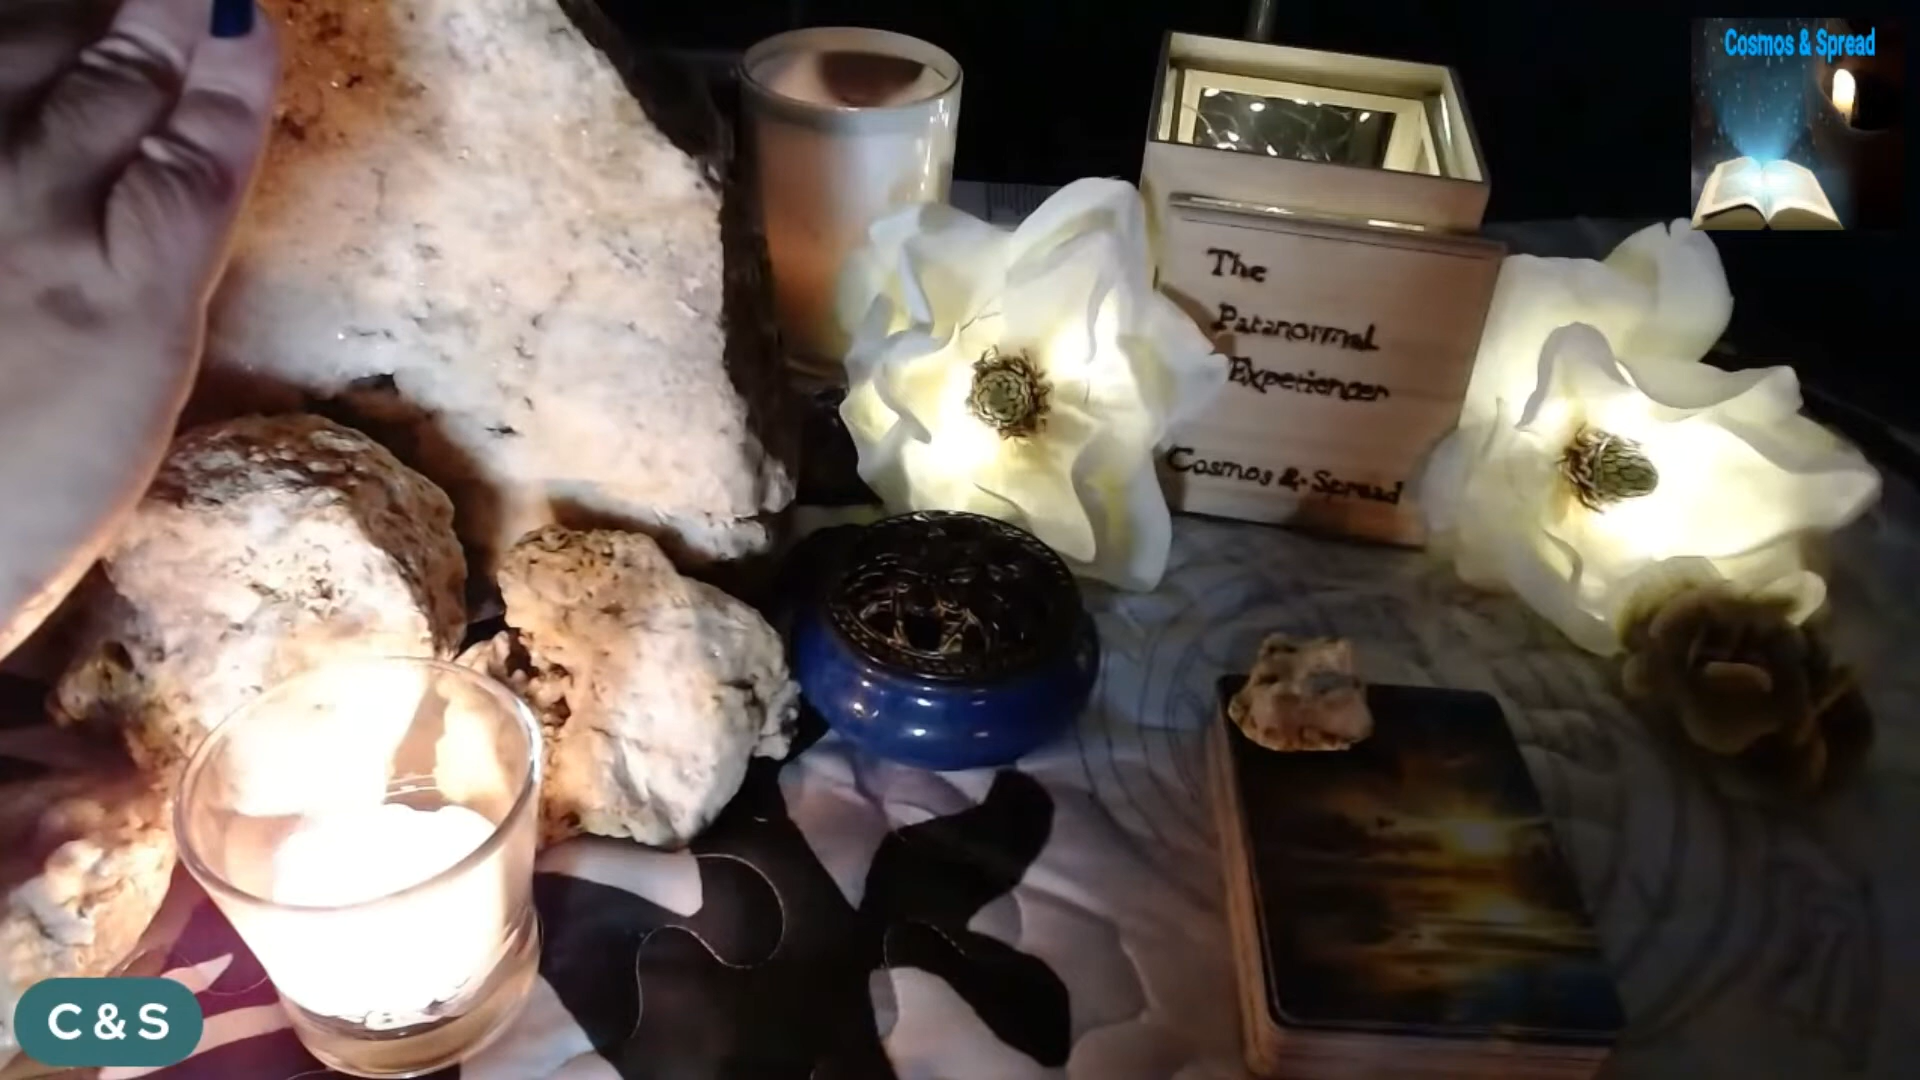 Cosmos & Spread
The
Paranormal
Experiencer
Cosmos & Spread
C & S